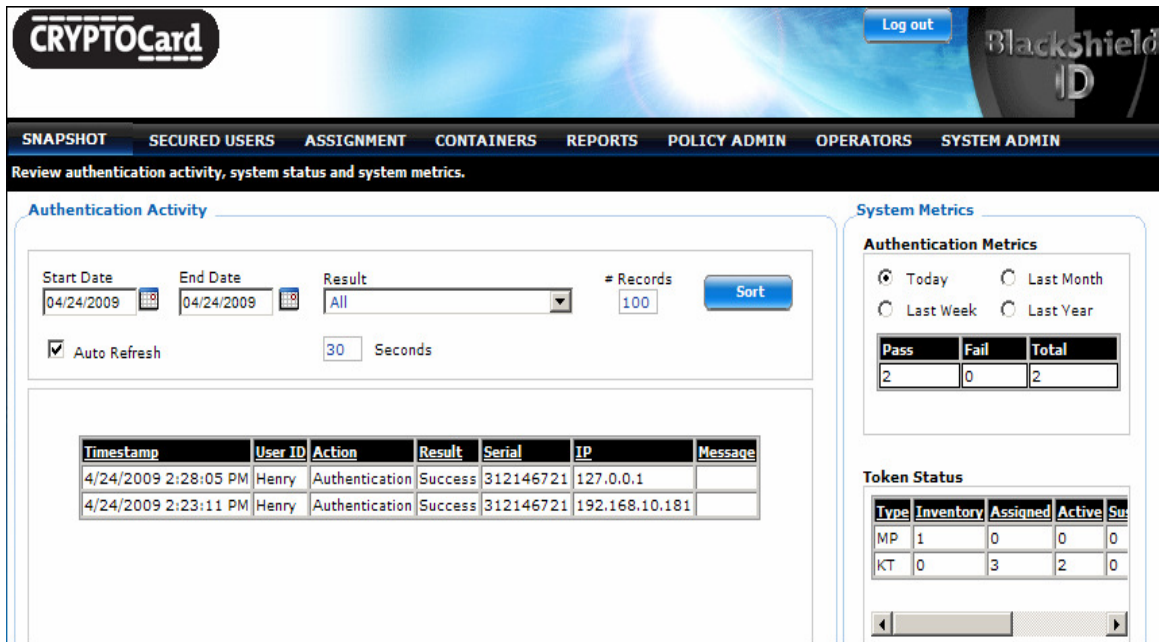 CRYPTOCard
Log out
BlackShield
ID
SNAPSHOT SECURED USERS ASSIGNMENT CONTAINERS REPORTS POLICY ADMIN OPERATORS SYSTEM ADMIN
Review authentication activity, system status and system metrics.
Authentication Activity
Start Date End Date Result # Records
04/24/2009 04/24/2009 All 100 Sort
Auto Refresh 30 Seconds
Timestamp User ID Action Result Serial IP Message
4/24/2009 2:28:05 PM Henry Authentication Success 312146721 127.0.0.1
4/24/2009 2:23:11 PM Henry Authentication Success 312146721 192.168.10.181
System Metrics
Authentication Metrics
Today Last Month
Last Week Last Year
Pass Fail Total
2 0 2
Token Status
Type Inventory Assigned Active Sus
MP 1 0 0 0
KT 0 3 2 0